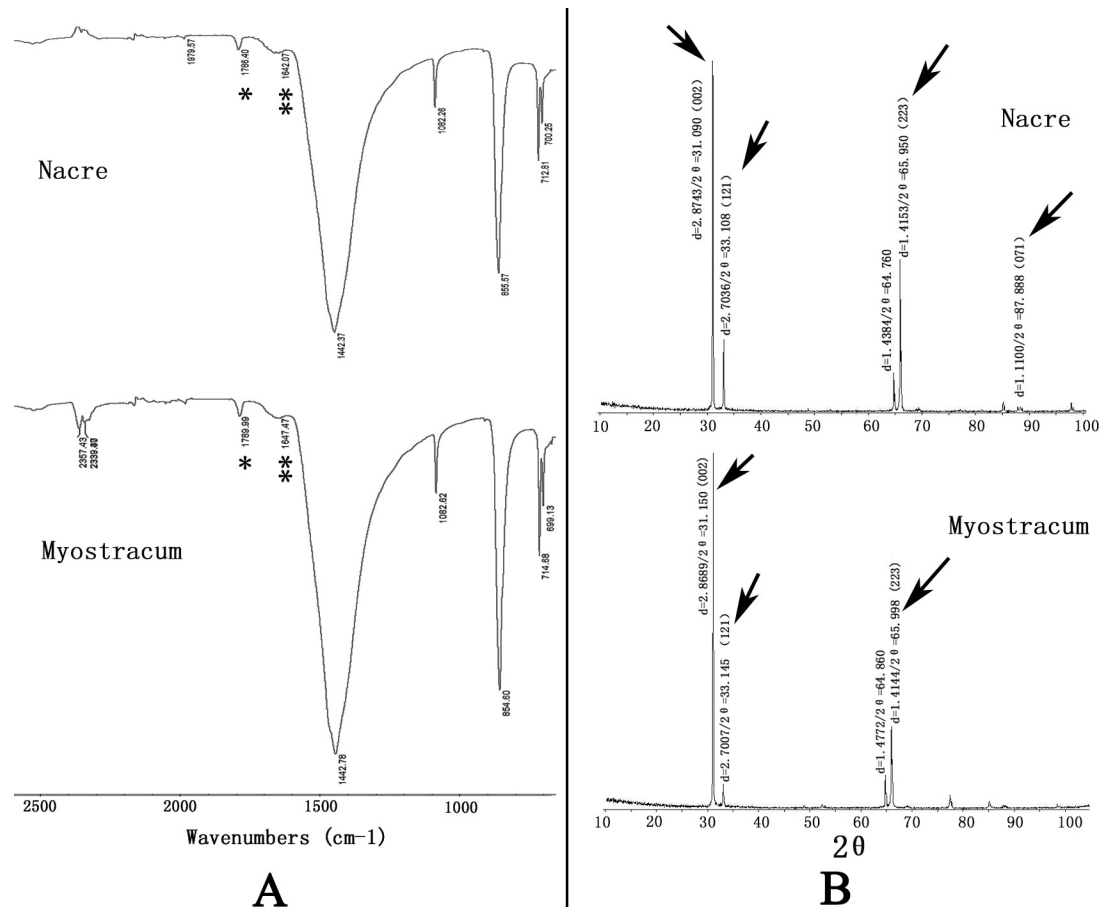 1979.57
1786.40
1642.07
*
**
1442.37
1082.26
855.57
712.81
700.25
Nacre
2357.43
1789.99
1647.47
*
**
1442.78
1082.62
854.60
714.68
699.13
Myostracum
2500 2000 1500 1000
Wavenumbers (cm-1)
A
d=2.8743/2θ=31.090 (002)
d=2.7036/2θ=33.108 (121)
d=1.4384/2θ=64.760
d=1.4153/2θ=65.950 (223)
d=1.1100/2θ=87.888 (071)
Nacre
10 20 30 40 50 60 70 80 90 100
d=2.8689/2θ=31.150 (002)
d=2.7007/2θ=33.145 (121)
d=1.4772/2θ=64.860
d=1.4144/2θ=65.998 (223)
Myostracum
10 20 30 40 50 60 70 80 90 100
2θ
B